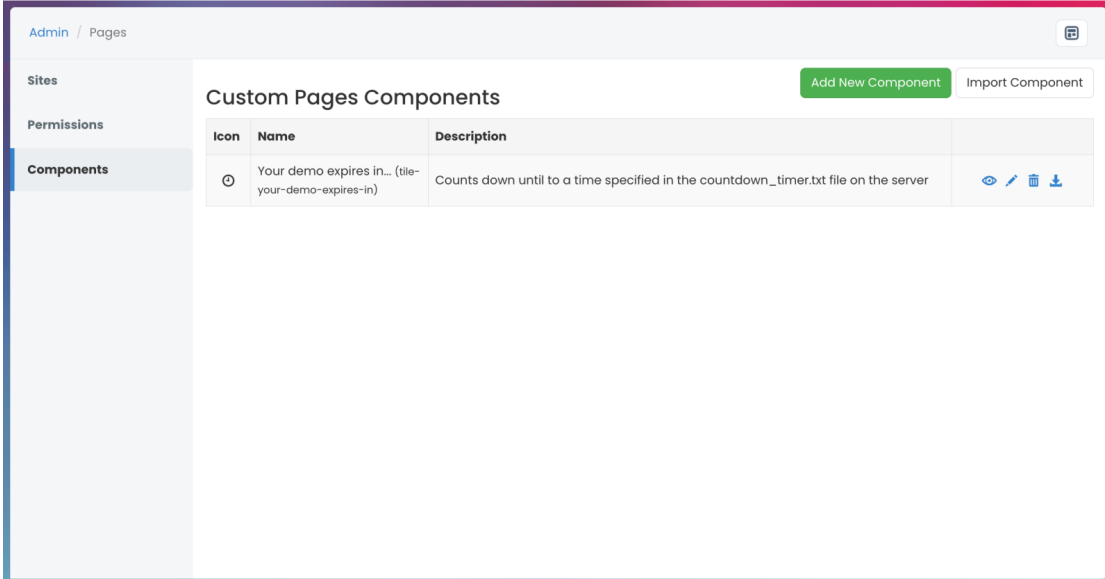 Admin / Pages
Sites
Permissions
Components
Custom Pages Components
Add New Component
Import Component
Icon Name Description
Your demo expires in... (tile-
your-demo-expires-in)
Counts down until to a time specified in the countdown_timer.txt file on the server